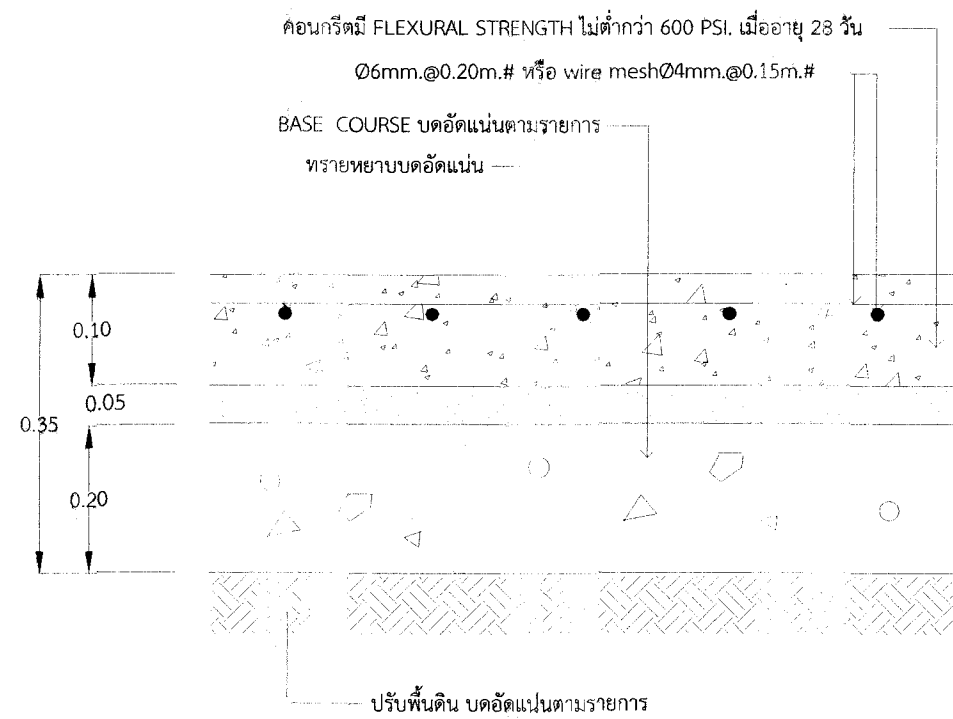 คอนกรีตมี FLEXURAL STRENGTH ไม่ต่ำกว่า 600 PSI. เมื่ออายุ 28 วัน
Ø6mm.@0.20m.# หรือ wire meshØ4mm.@0.15m.#
BASE COURSE บดอัดแน่นตามรายการ
ทรายหยาบบดอัดแน่น
0.10
0.05
0.35
0.20
ปรับพื้นดิน บดอัดแน่นตามรายการ